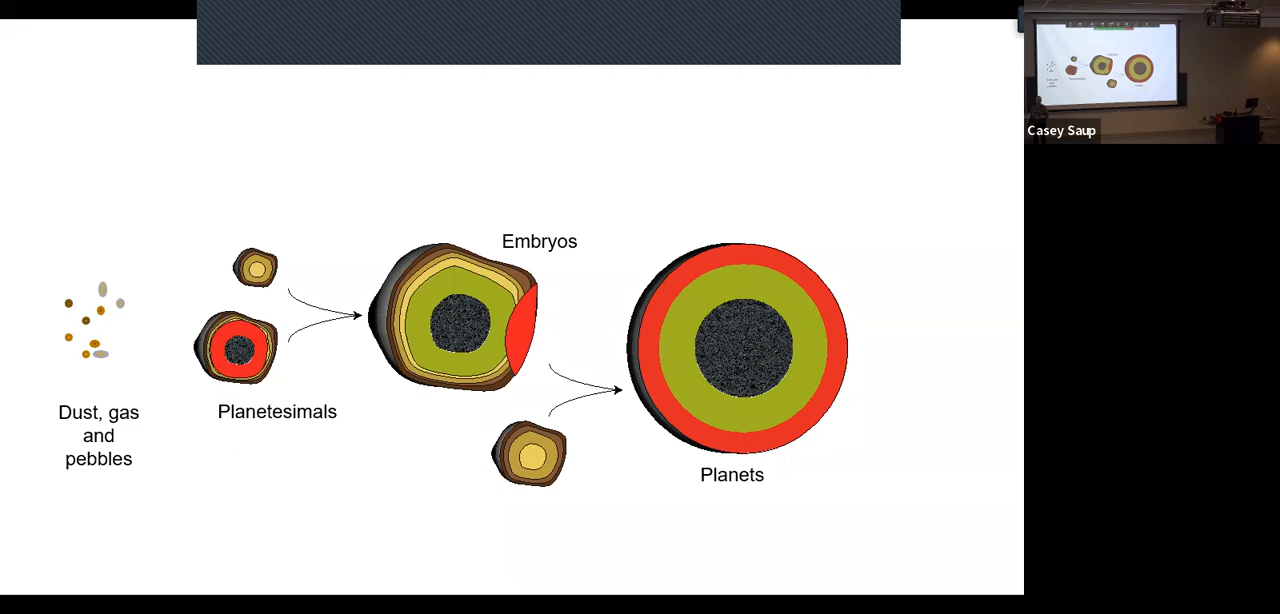 Embryos
Dust, gas
and
pebbles
Planetesimals
Planets
Casey Saup